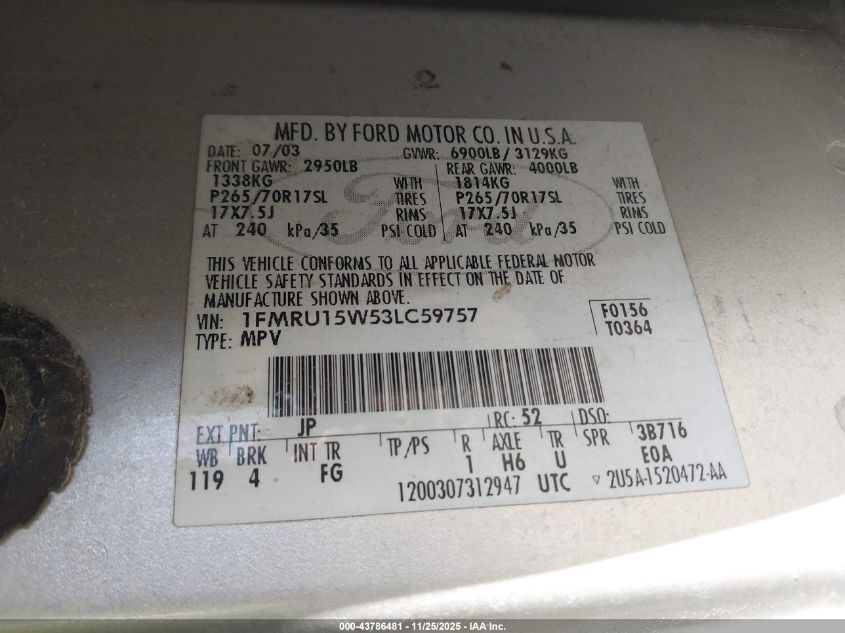 MFD. BY FORD MOTOR CO. IN U.S.A.
DATE: 07/03 GVWR: 6900LB / 3129KG
FRONT GAWR: 2950LB REAR GAWR: 4000LB
1338KG WITH 1814KG WITH
P265/70R17SL TIRES P265/70R17SL TIRES
17X7.5J RIMS 17X7.5J RIMS
AT 240 kPa/35 PSI COLD AT 240 kPa/35 PSI COLD
Ford
THIS VEHICLE CONFORMS TO ALL APPLICABLE FEDERAL MOTOR
VEHICLE SAFETY STANDARDS IN EFFECT ON THE DATE OF
MANUFACTURE SHOWN ABOVE.
VIN: 1FMRU15W53LC59757 F0156
TYPE: MPV T0364
EXT PNT: JP RC: 52 DSO:
WB BRK INT TR TP/PS R AXLE TR SPR 3B716
119 4 FG 1 H6 U E0A
1200307312947 UTC ▽ 2U5A-1520472-AA
000-43786481 - 11/25/2025 - IAA Inc.